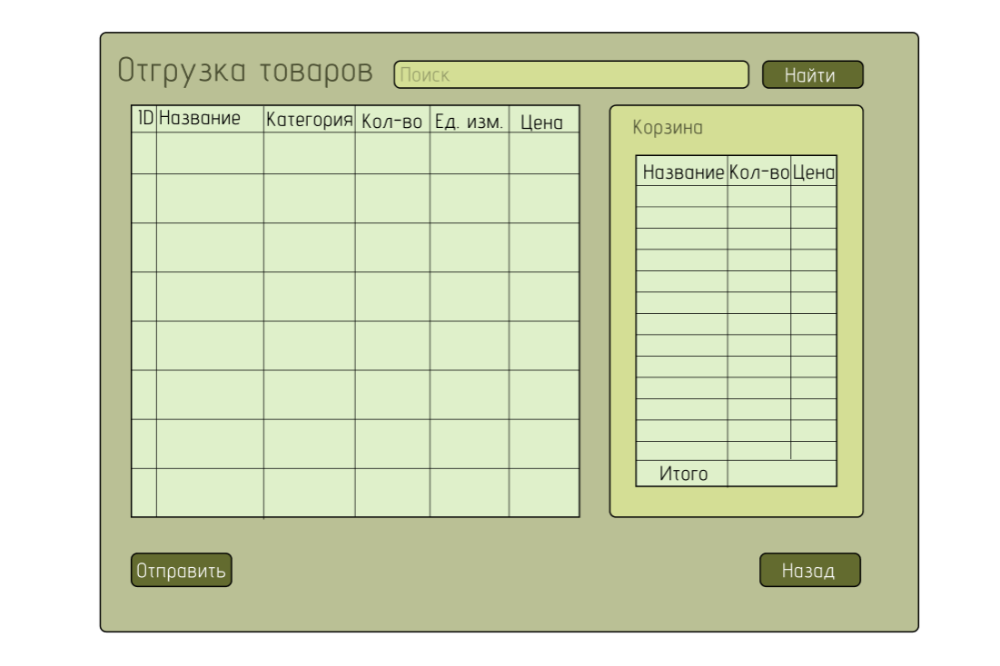 Отгрузка товаров
Поиск
Найти
ID Название Категория Кол-во Ед. изм. Цена
Корзина
Название Кол-во Цена
Итого
Отправить
Назад